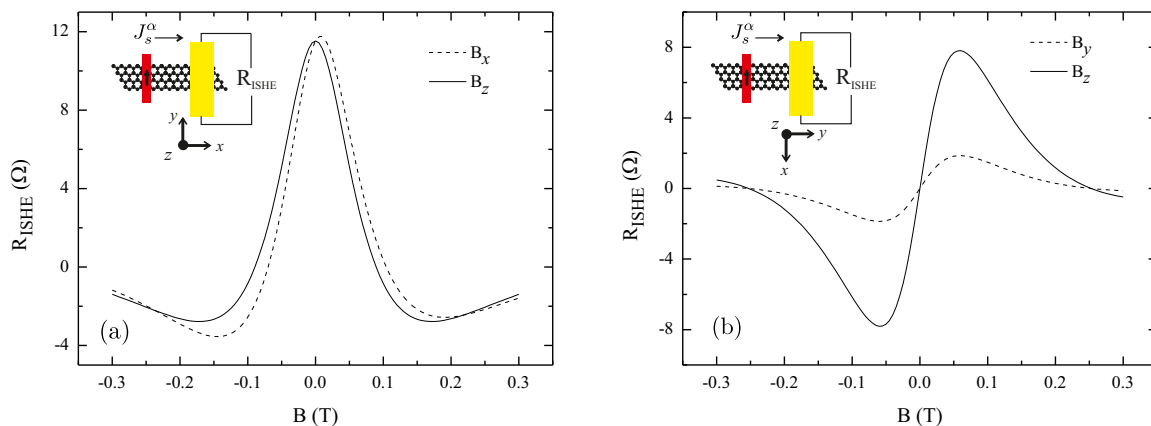 J_s^α
R_ISHE
y
z
x
B_x
B_z
12
8
4
0
-4
-0.3
-0.2
-0.1
0.0
0.1
0.2
0.3
R_ISHE (Ω)
B (T)
(a)
J_s^α
R_ISHE
z
y
x
B_y
B_z
8
4
0
-4
-8
-0.3
-0.2
-0.1
0.0
0.1
0.2
0.3
R_ISHE (Ω)
B (T)
(b)